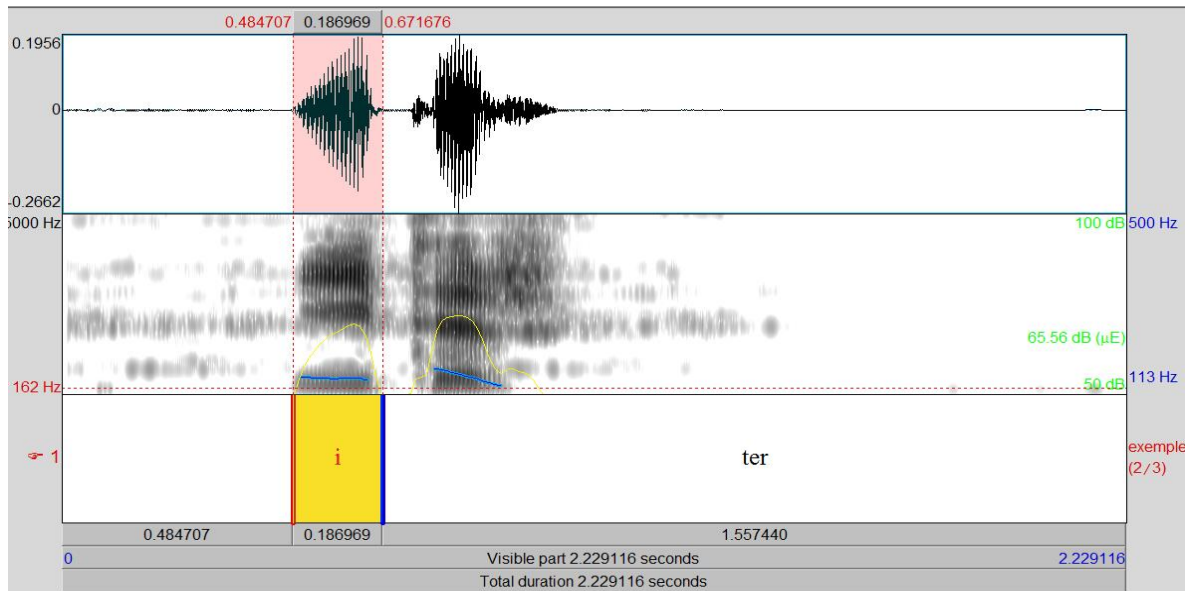 0.484707 0.186969 0.671676
0.1956
0
-0.2662
5000 Hz 100 dB 500 Hz
65.56 dB (µE)
162 Hz 50 dB 113 Hz
☞ 1 i ter exemple
(2/3)
0.484707 0.186969 1.557440
0 Visible part 2.229116 seconds 2.229116
Total duration 2.229116 seconds